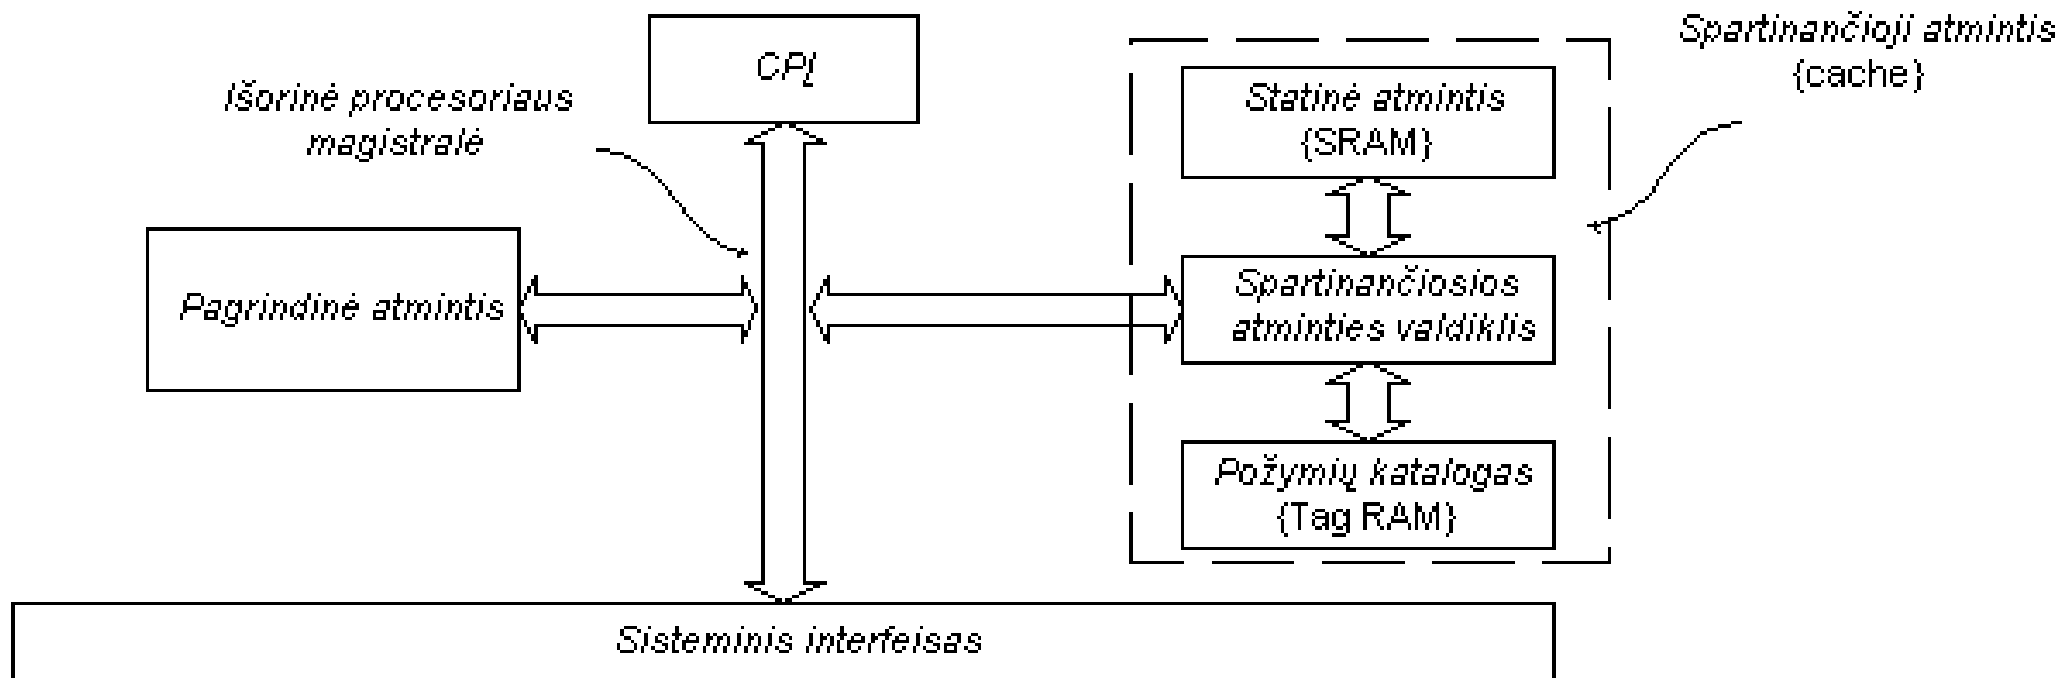 CPĮ
Spartinančioji atmintis
{cache}
Išorinė procesoriaus
magistralė
Statinė atmintis
{SRAM}
Pagrindinė atmintis
Spartinančiosios
atminties valdiklis
Požymių katalogas
{Tag RAM}
Sisteminis interfeisas